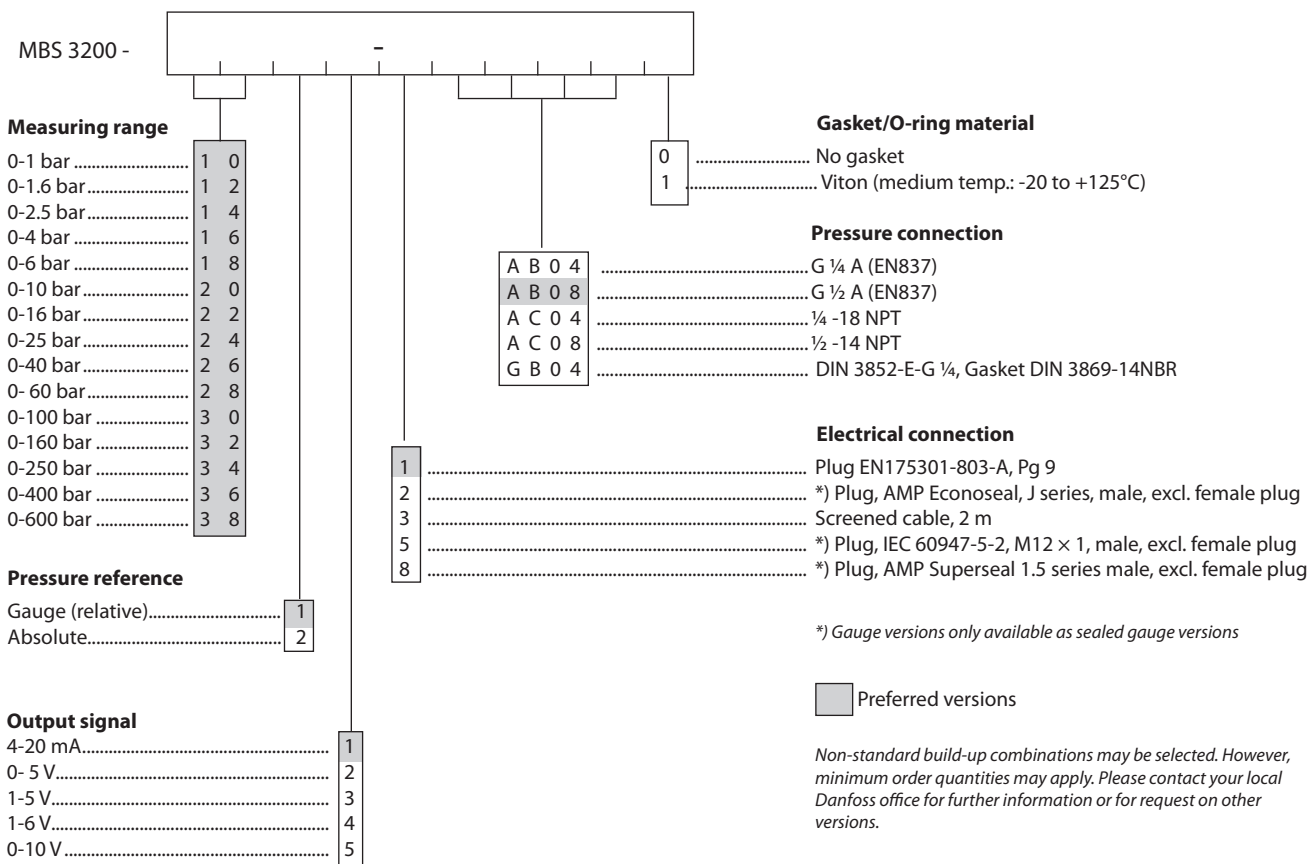 MBS 3200 -
–
Measuring range
0-1 bar ........................... 1 0
0-1.6 bar ........................ 1 2
0-2.5 bar ........................ 1 4
0-4 bar ........................... 1 6
0-6 bar ........................... 1 8
0-10 bar ......................... 2 0
0-16 bar ......................... 2 2
0-25 bar ......................... 2 4
0-40 bar ......................... 2 6
0- 60 bar ........................ 2 8
0-100 bar ....................... 3 0
0-160 bar ....................... 3 2
0-250 bar ....................... 3 4
0-400 bar ....................... 3 6
0-600 bar ....................... 3 8
Pressure reference
Gauge (relative)............................... 1
Absolute............................................. 2
Output signal
4-20 mA....................................................... 1
0- 5 V............................................................ 2
1-5 V............................................................. 3
1-6 V............................................................. 4
0-10 V .......................................................... 5
Gasket/O-ring material
0 .......................... No gasket
1 .............................. Viton (medium temp.: -20 to +125°C)
Pressure connection
A B 0 4 ................................................ G ¼ A (EN837)
A B 0 8 ................................................ G ½ A (EN837)
A C 0 4 ................................................ ¼ -18 NPT
A C 0 8 ................................................ ½ -14 NPT
G B 0 4 ................................................ DIN 3852-E-G ¼, Gasket DIN 3869-14NBR
Electrical connection
1 ........................................................................................ Plug EN175301-803-A, Pg 9
2 ........................................................................................ *) Plug, AMP Econoseal, J series, male, excl. female plug
3 ........................................................................................ Screened cable, 2 m
5 ........................................................................................ *) Plug, IEC 60947-5-2, M12 × 1, male, excl. female plug
8 ........................................................................................ *) Plug, AMP Superseal 1.5 series male, excl. female plug
*) Gauge versions only available as sealed gauge versions
Preferred versions
Non-standard build-up combinations may be selected. However,
minimum order quantities may apply. Please contact your local
Danfoss office for further information or for request on other
versions.